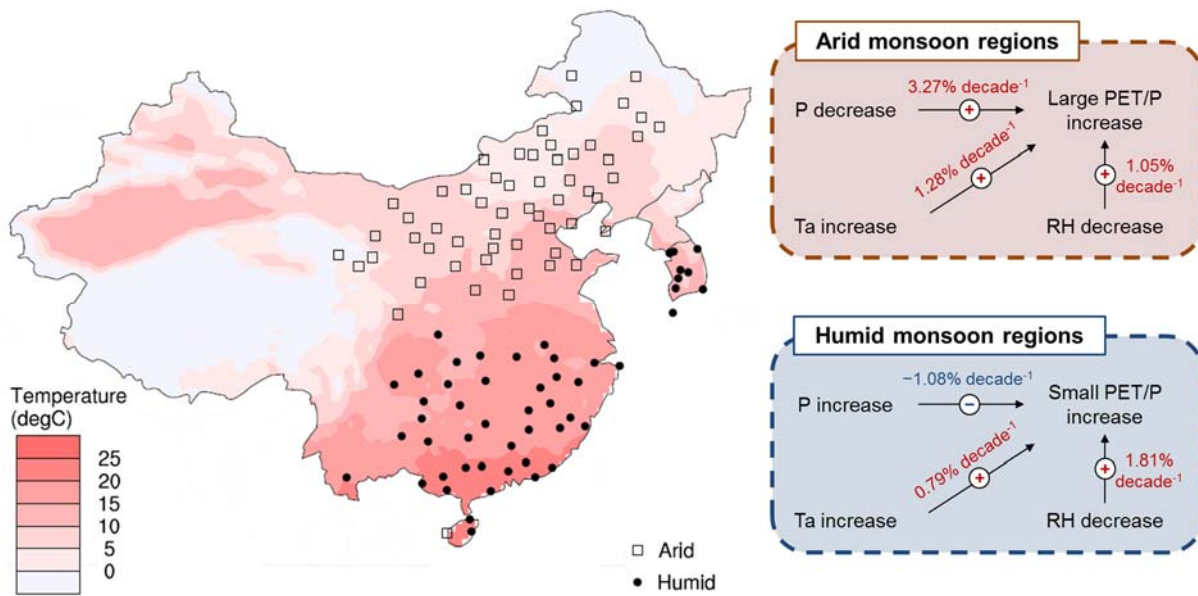 Temperature
(degC)
25
20
15
10
5
0
Arid
Humid
Arid monsoon regions
3.27% decade⁻¹
P decrease
Large PET/P
increase
1.28% decade⁻¹
1.05%
decade⁻¹
Ta increase
RH decrease
Humid monsoon regions
−1.08% decade⁻¹
P increase
Small PET/P
increase
0.79% decade⁻¹
1.81%
decade⁻¹
Ta increase
RH decrease